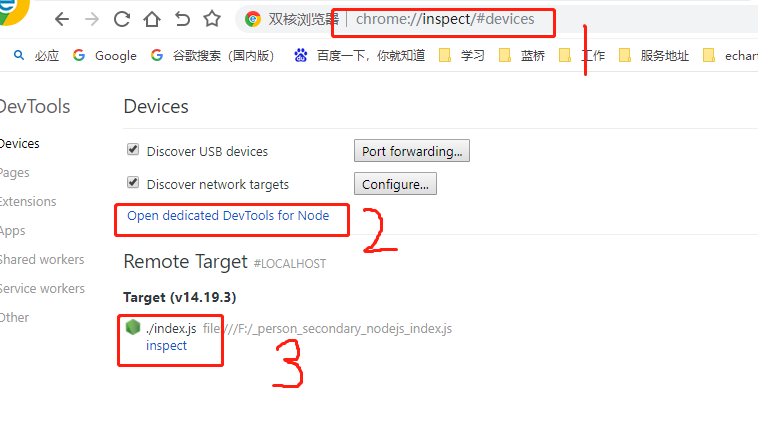 双核浏览器 | chrome://inspect/#devices
1
必应 Google 谷歌搜索（国内版） 百度一下，你就知道 学习 蓝桥 工作 服务地址 echart
DevTools
Devices
Devices
Discover USB devices Port forwarding...
Pages
Discover network targets Configure...
Extensions
Open dedicated DevTools for Node
2
Apps
Shared workers
Remote Target #LOCALHOST
Service workers
Target (v14.19.3)
Other
./index.js file:///F:/_person_secondary_nodejs_index.js
inspect
3